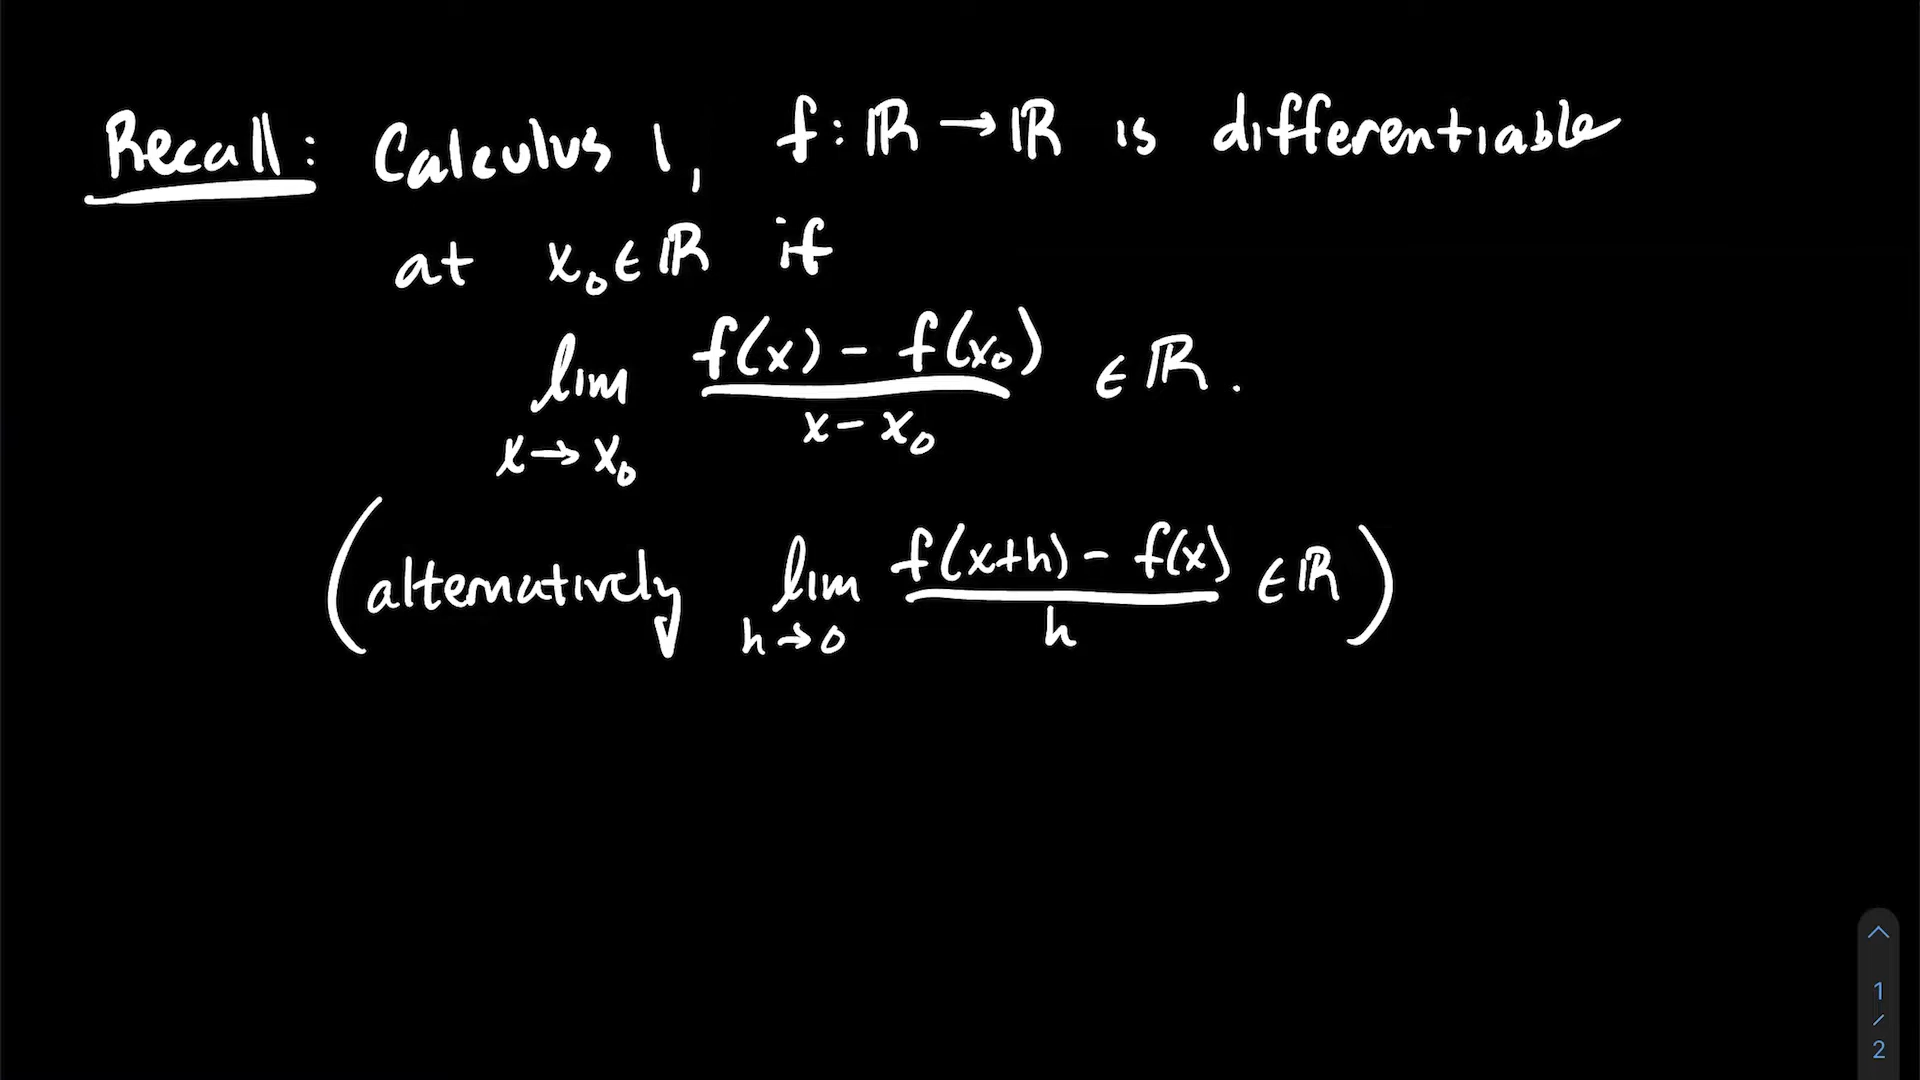 Recall: Calculus 1, f: ℝ → ℝ is differentiable
at x₀ ∈ ℝ if
lim x→x₀ (f(x) - f(x₀))/(x - x₀) ∈ ℝ.
(alternatively lim h→0 (f(x+h) - f(x))/h ∈ ℝ)
1
/
2